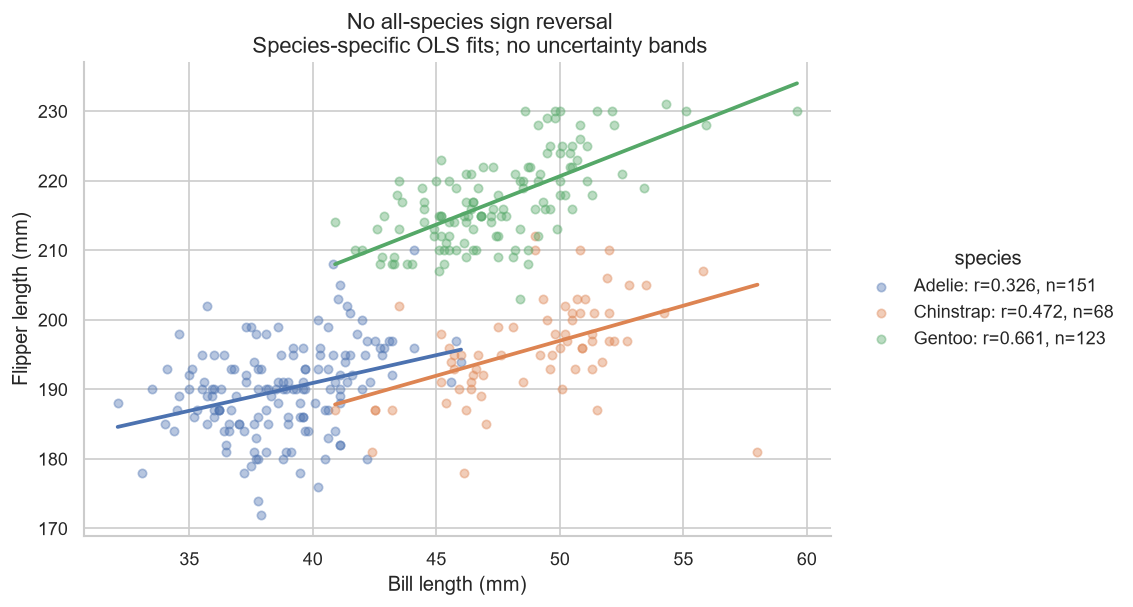 No all-species sign reversal
Species-specific OLS fits; no uncertainty bands
Flipper length (mm)
230
220
210
200
190
180
170
35
40
45
50
55
60
Bill length (mm)
species
Adelie: r=0.326, n=151
Chinstrap: r=0.472, n=68
Gentoo: r=0.661, n=123